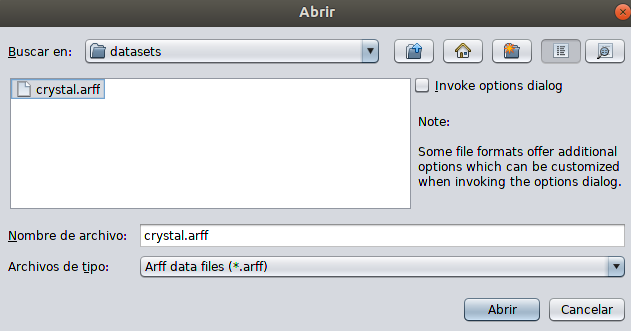 Abrir
Buscar en: datasets
crystal.arff
Invoke options dialog
Note:
Some file formats offer additional
options which can be customized
when invoking the options dialog.
Nombre de archivo: crystal.arff
Archivos de tipo: Arff data files (*.arff)
Abrir Cancelar